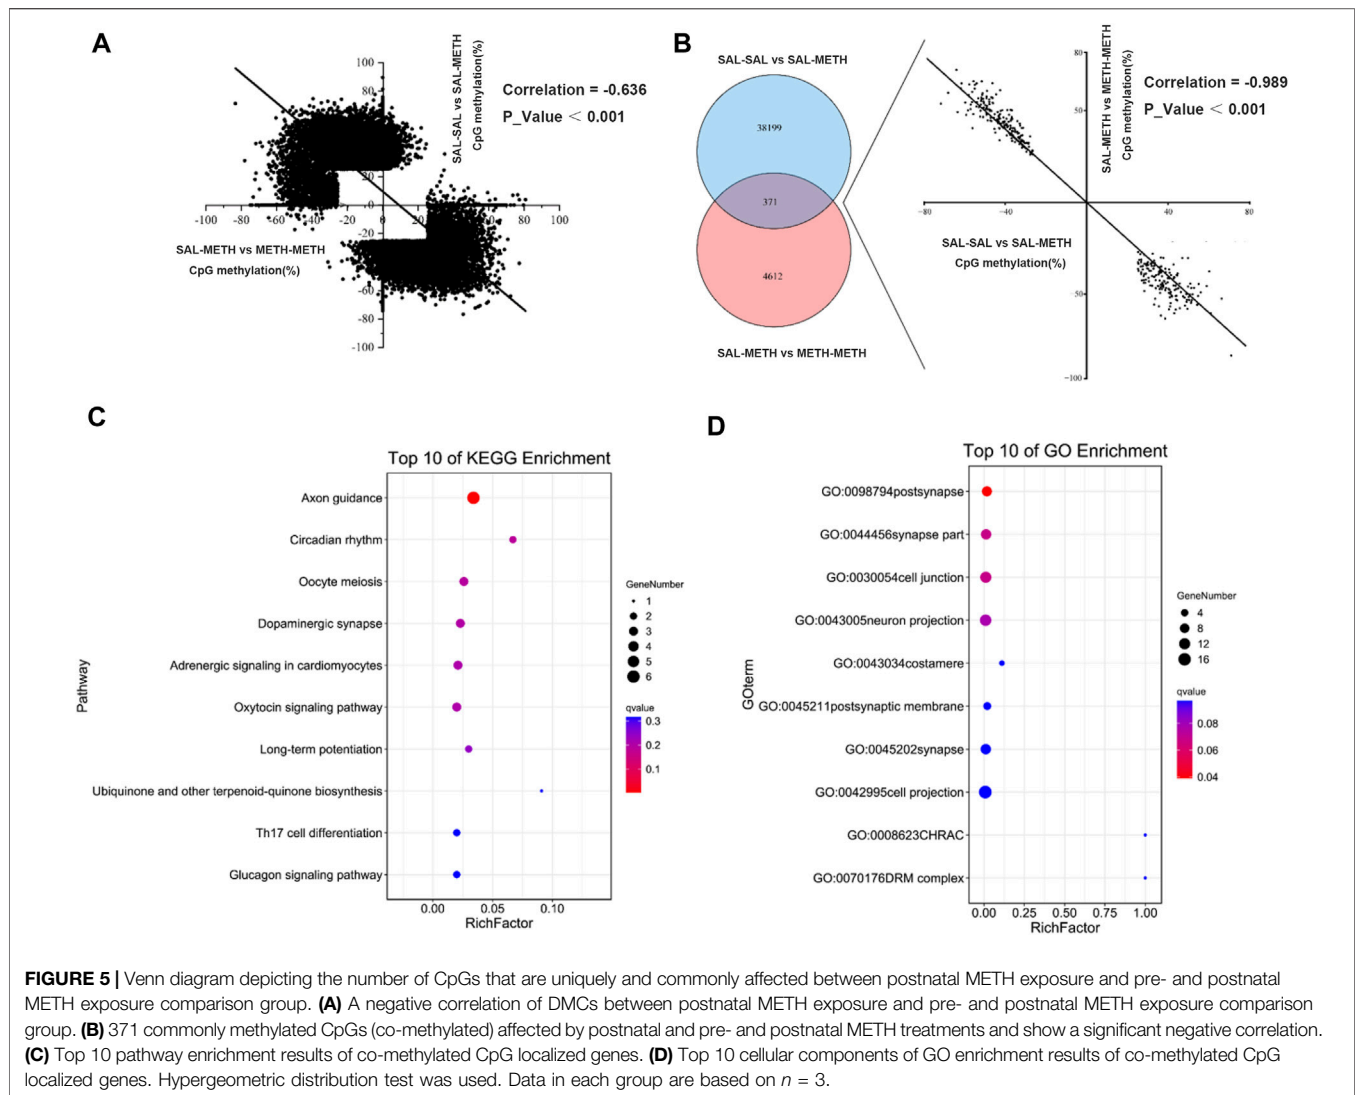 A
100
80
20
-100
-80
-60
-40
-20
0
20
40
60
80
100
-20
-40
-60
-80
-100
SAL-SAL vs SAL-METH
CpG methylation(%)
SAL-METH vs METH-METH
CpG methylation(%)
Correlation = -0.636
P_Value < 0.001
B
SAL-SAL vs SAL-METH
38199
371
4612
SAL-METH vs METH-METH
80
50
-80
-40
0
40
80
-50
-100
SAL-METH vs METH-METH
CpG methylation(%)
SAL-SAL vs SAL-METH
CpG methylation(%)
Correlation = -0.989
P_Value < 0.001
C
Top 10 of KEGG Enrichment
Pathway
Axon guidance
Circadian rhythm
Oocyte meiosis
Dopaminergic synapse
Adrenergic signaling in cardiomyocytes
Oxytocin signaling pathway
Long-term potentiation
Ubiquinone and other terpenoid-quinone biosynthesis
Th17 cell differentiation
Glucagon signaling pathway
0.00 0.05 0.10
RichFactor
GeneNumber
1
2
3
4
5
6
qvalue
0.3
0.2
0.1
D
Top 10 of GO Enrichment
GOterm
GO:0098794postsynapse
GO:0044456synapse part
GO:0030054cell junction
GO:0043005neuron projection
GO:0043034costamere
GO:0045211postsynaptic membrane
GO:0045202synapse
GO:0042995cell projection
GO:0008623CHRAC
GO:0070176DRM complex
0.00 0.25 0.50 0.75 1.00
RichFactor
GeneNumber
4
8
12
16
qvalue
0.08
0.06
0.04
FIGURE 5 | Venn diagram depicting the number of CpGs that are uniquely and commonly affected between postnatal METH exposure and pre- and postnatal
METH exposure comparison group. (A) A negative correlation of DMCs between postnatal METH exposure and pre- and postnatal METH exposure comparison
group. (B) 371 commonly methylated CpGs (co-methylated) affected by postnatal and pre- and postnatal METH treatments and show a significant negative correlation.
(C) Top 10 pathway enrichment results of co-methylated CpG localized genes. (D) Top 10 cellular components of GO enrichment results of co-methylated CpG
localized genes. Hypergeometric distribution test was used. Data in each group are based on n = 3.